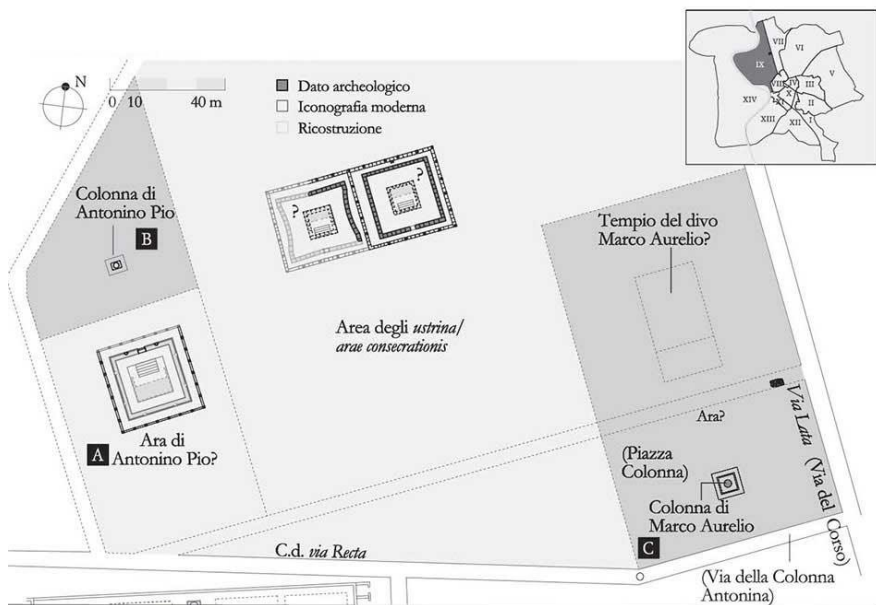 N
0 10 40 m
Dato archeologico
Iconografia moderna
Ricostruzione
VII
VI
IX
V
VIII
IV
III
X
XI
II
I
XIV
XIII
XII
Colonna di
Antonino Pio
B
?
?
Tempio del divo
Marco Aurelio?
Area degli ustrina/
arae consecrationis
A
Ara di
Antonino Pio?
Ara?
Via Lata (Via del Corso)
(Piazza
Colonna)
Colonna di
Marco Aurelio
C
C.d. via Recta
(Via della Colonna
Antonina)